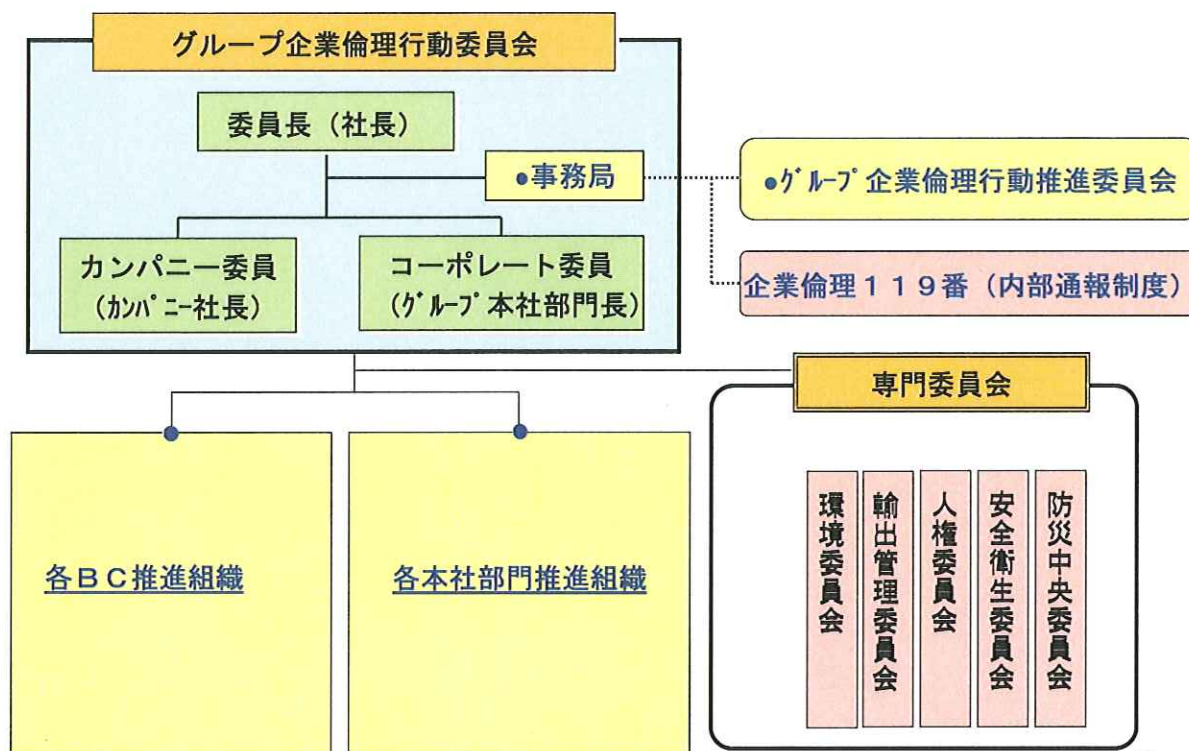 グループ企業倫理行動委員会
委員長（社長）
●事務局
●ｸﾞﾙｰﾌﾟ企業倫理行動推進委員会
カンパニー委員
（ｶﾝﾊﾟﾆｰ社長）
コーポレート委員
（ｸﾞﾙｰﾌﾟ本社部門長）
企業倫理１１９番（内部通報制度）
専門委員会
各ＢＣ推進組織
各本社部門推進組織
環境委員会
輸出管理委員会
人権委員会
安全衛生委員会
防災中央委員会